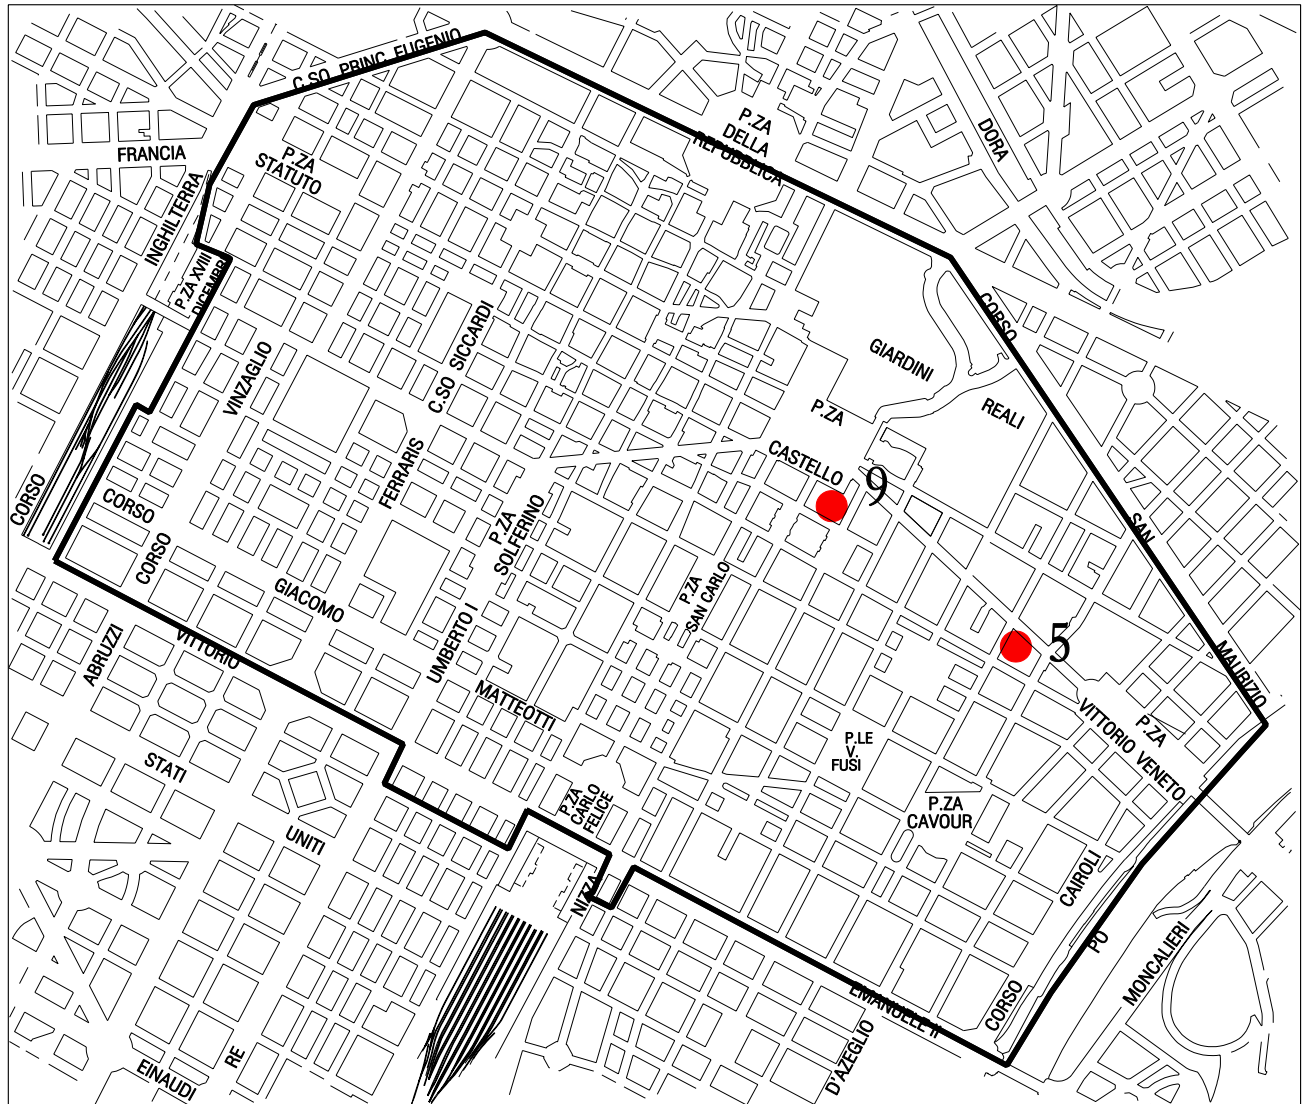 C.SO PRINC. EUGENIO
P.ZA
DELLA
REPUBBLICA
DORA
FRANCIA
P.ZA
STATUTO
INGHILTERRA
P.ZA XVIII
DICEMBR
CORSO
GIARDINI
REALI
C.SO SICCARDI
VINZAGLIO
P.ZA
CASTELLO
9
FERRARIS
CORSO
CORSO
CORSO
P.ZA
SOLFERINO
SAN
P.ZA
SAN CARLO
GIACOMO
UMBERTO I
5
ABRUZZI
VITTORIO
MAURIZIO
MATTEOTTI
VITTORIO VENETO
P.ZA
P.LE
V.
FUSI
STATI
P.ZA
CARLO
FELICE
P.ZA
CAVOUR
UNITI
CAIROLI
NIZZA
PO
MONCALIERI
EMANUELE II
CORSO
D'AZEGLIO
RE
EINAUDI